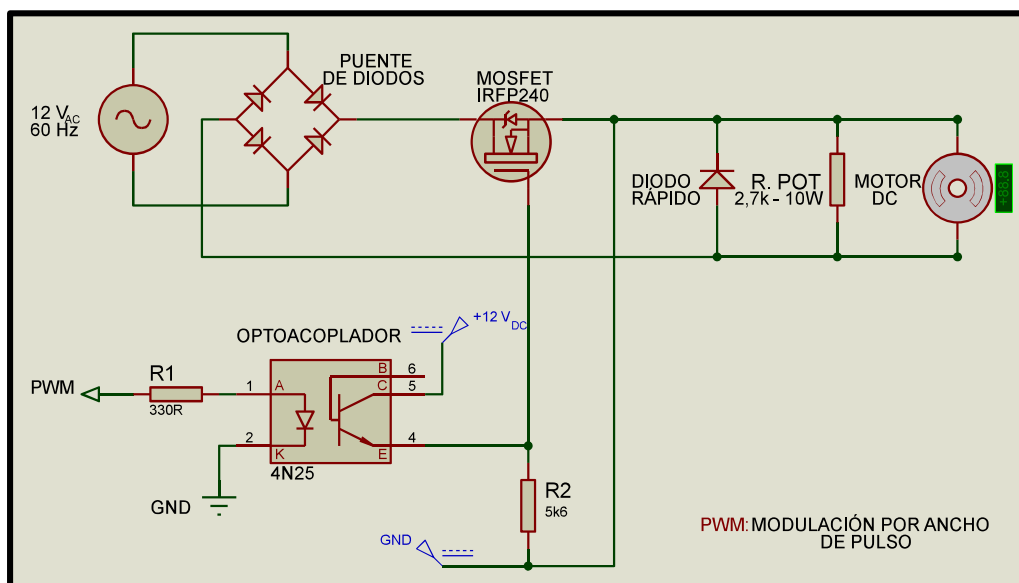 PUENTE
DE DIODOS
MOSFET
IRFP240
12 VAC
60 Hz
DIODO
RÁPIDO
R. POT
2,7k - 10W
MOTOR
DC
+88.8
OPTOACOPLADOR
+12 VDC
PWM
R1
330R
1
2
A
K
B
C
E
6
5
4
4N25
GND
R2
5k6
GND
PWM: MODULACIÓN POR ANCHO
DE PULSO